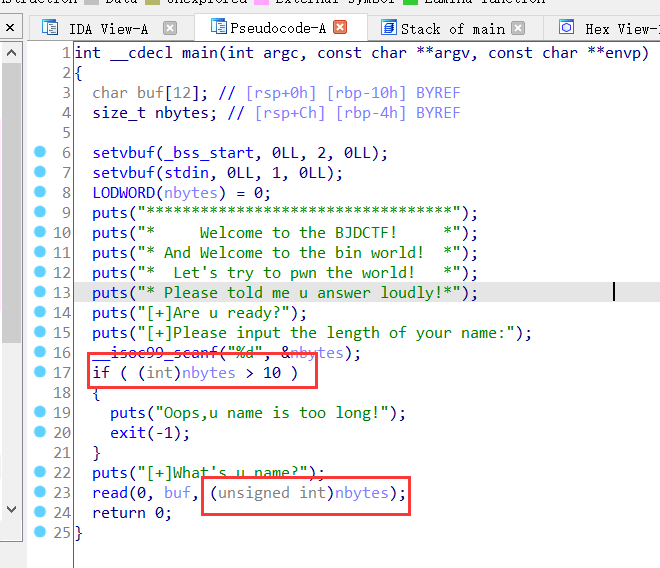 Data
Unexplored
External symbol
Lumina function
IDA View-A
Pseudocode-A
Stack of main
Hex View-
1 int __cdecl main(int argc, const char **argv, const char **envp)
2 {
3 char buf[12]; // [rsp+0h] [rbp-10h] BYREF
4 size_t nbytes; // [rsp+Ch] [rbp-4h] BYREF
5
6 setvbuf(_bss_start, 0LL, 2, 0LL);
7 setvbuf(stdin, 0LL, 1, 0LL);
8 LODWORD(nbytes) = 0;
9 puts("**********************************");
10 puts("*     Welcome to the BJDCTF!     *");
11 puts("* And Welcome to the bin world!  *");
12 puts("*  Let's try to pwn the world!   *");
13 puts("* Please told me u answer loudly!*");
14 puts("[+]Are u ready?");
15 puts("[+]Please input the length of your name:");
16 __isoc99_scanf("%d", &nbytes);
17 if ( (int)nbytes > 10 )
18 {
19 puts("Oops,u name is too long!");
20 exit(-1);
21 }
22 puts("[+]What's u name?");
23 read(0, buf, (unsigned int)nbytes);
24 return 0;
25 }